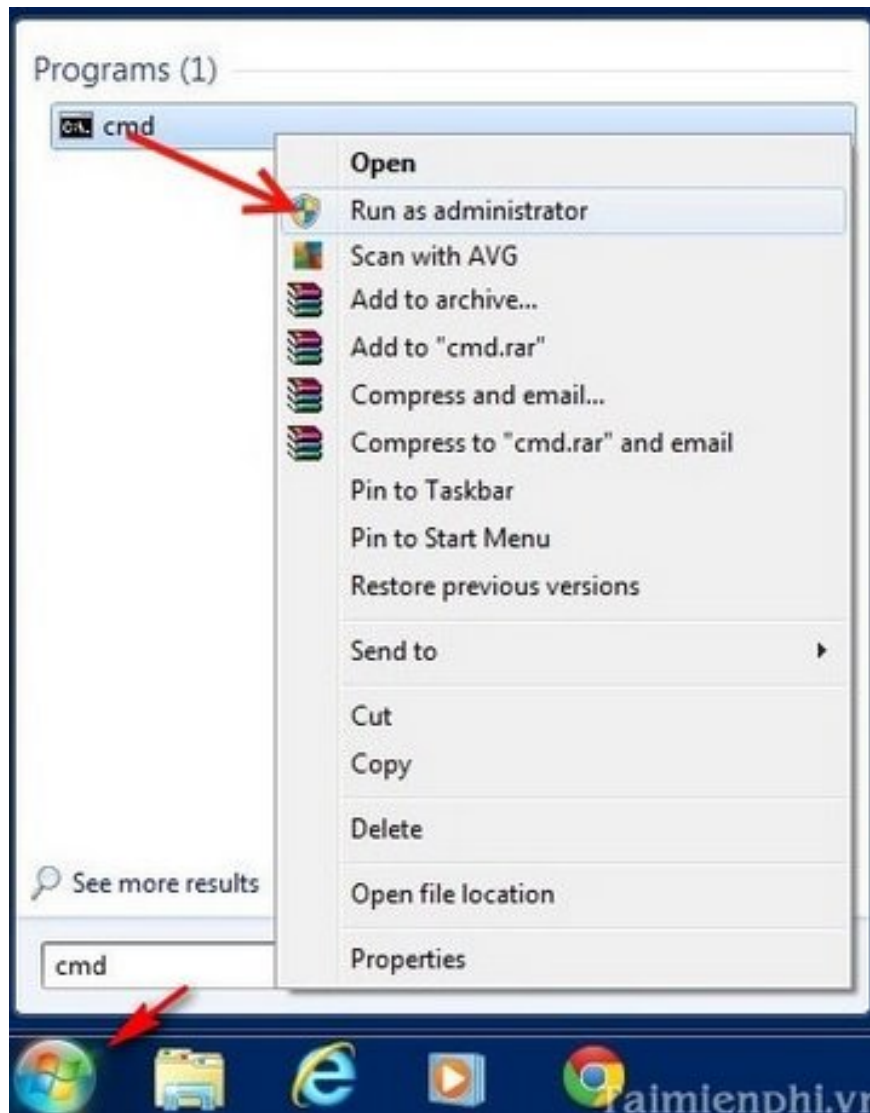 Programs (1)
cmd
Open
Run as administrator
Scan with AVG
Add to archive...
Add to "cmd.rar"
Compress and email...
Compress to "cmd.rar" and email
Pin to Taskbar
Pin to Start Menu
Restore previous versions
Send to
Cut
Copy
Delete
Open file location
Properties
See more results
cmd
Taimienphi.vn